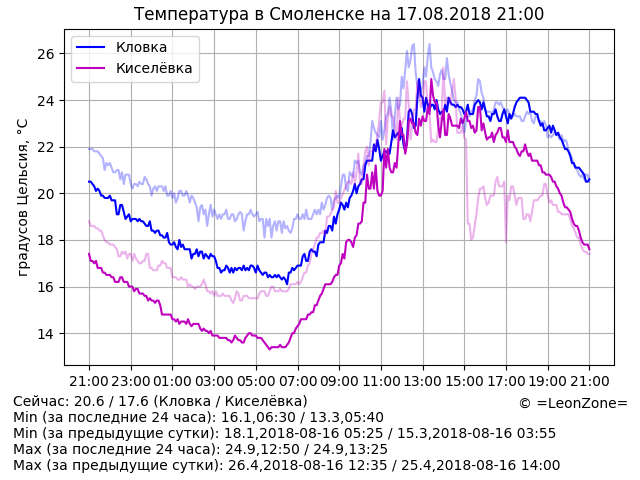 Температура в Смоленске на 17.08.2018 21:00
Кловка
Киселёвка
градусов Цельсия, °C
26
24
22
20
18
16
14
21:00 23:00 01:00 03:00 05:00 07:00 09:00 11:00 13:00 15:00 17:00 19:00 21:00
Сейчас: 20.6 / 17.6 (Кловка / Киселёвка)
© =LeonZone=
Min (за последние 24 часа): 16.1,06:30 / 13.3,05:40
Min (за предыдущие сутки): 18.1,2018-08-16 05:25 / 15.3,2018-08-16 03:55
Max (за последние 24 часа): 24.9,12:50 / 24.9,13:25
Max (за предыдущие сутки): 26.4,2018-08-16 12:35 / 25.4,2018-08-16 14:00